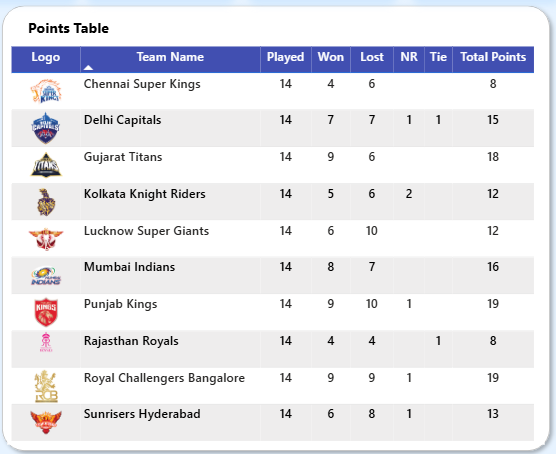 Points Table
Logo Team Name Played Won Lost NR Tie Total Points
Chennai Super Kings 14 4 6 8
Delhi Capitals 14 7 7 1 1 15
Gujarat Titans 14 9 6 18
Kolkata Knight Riders 14 5 6 2 12
Lucknow Super Giants 14 6 10 12
Mumbai Indians 14 8 7 16
Punjab Kings 14 9 10 1 19
Rajasthan Royals 14 4 4 1 8
Royal Challengers Bangalore 14 9 9 1 19
Sunrisers Hyderabad 14 6 8 1 13